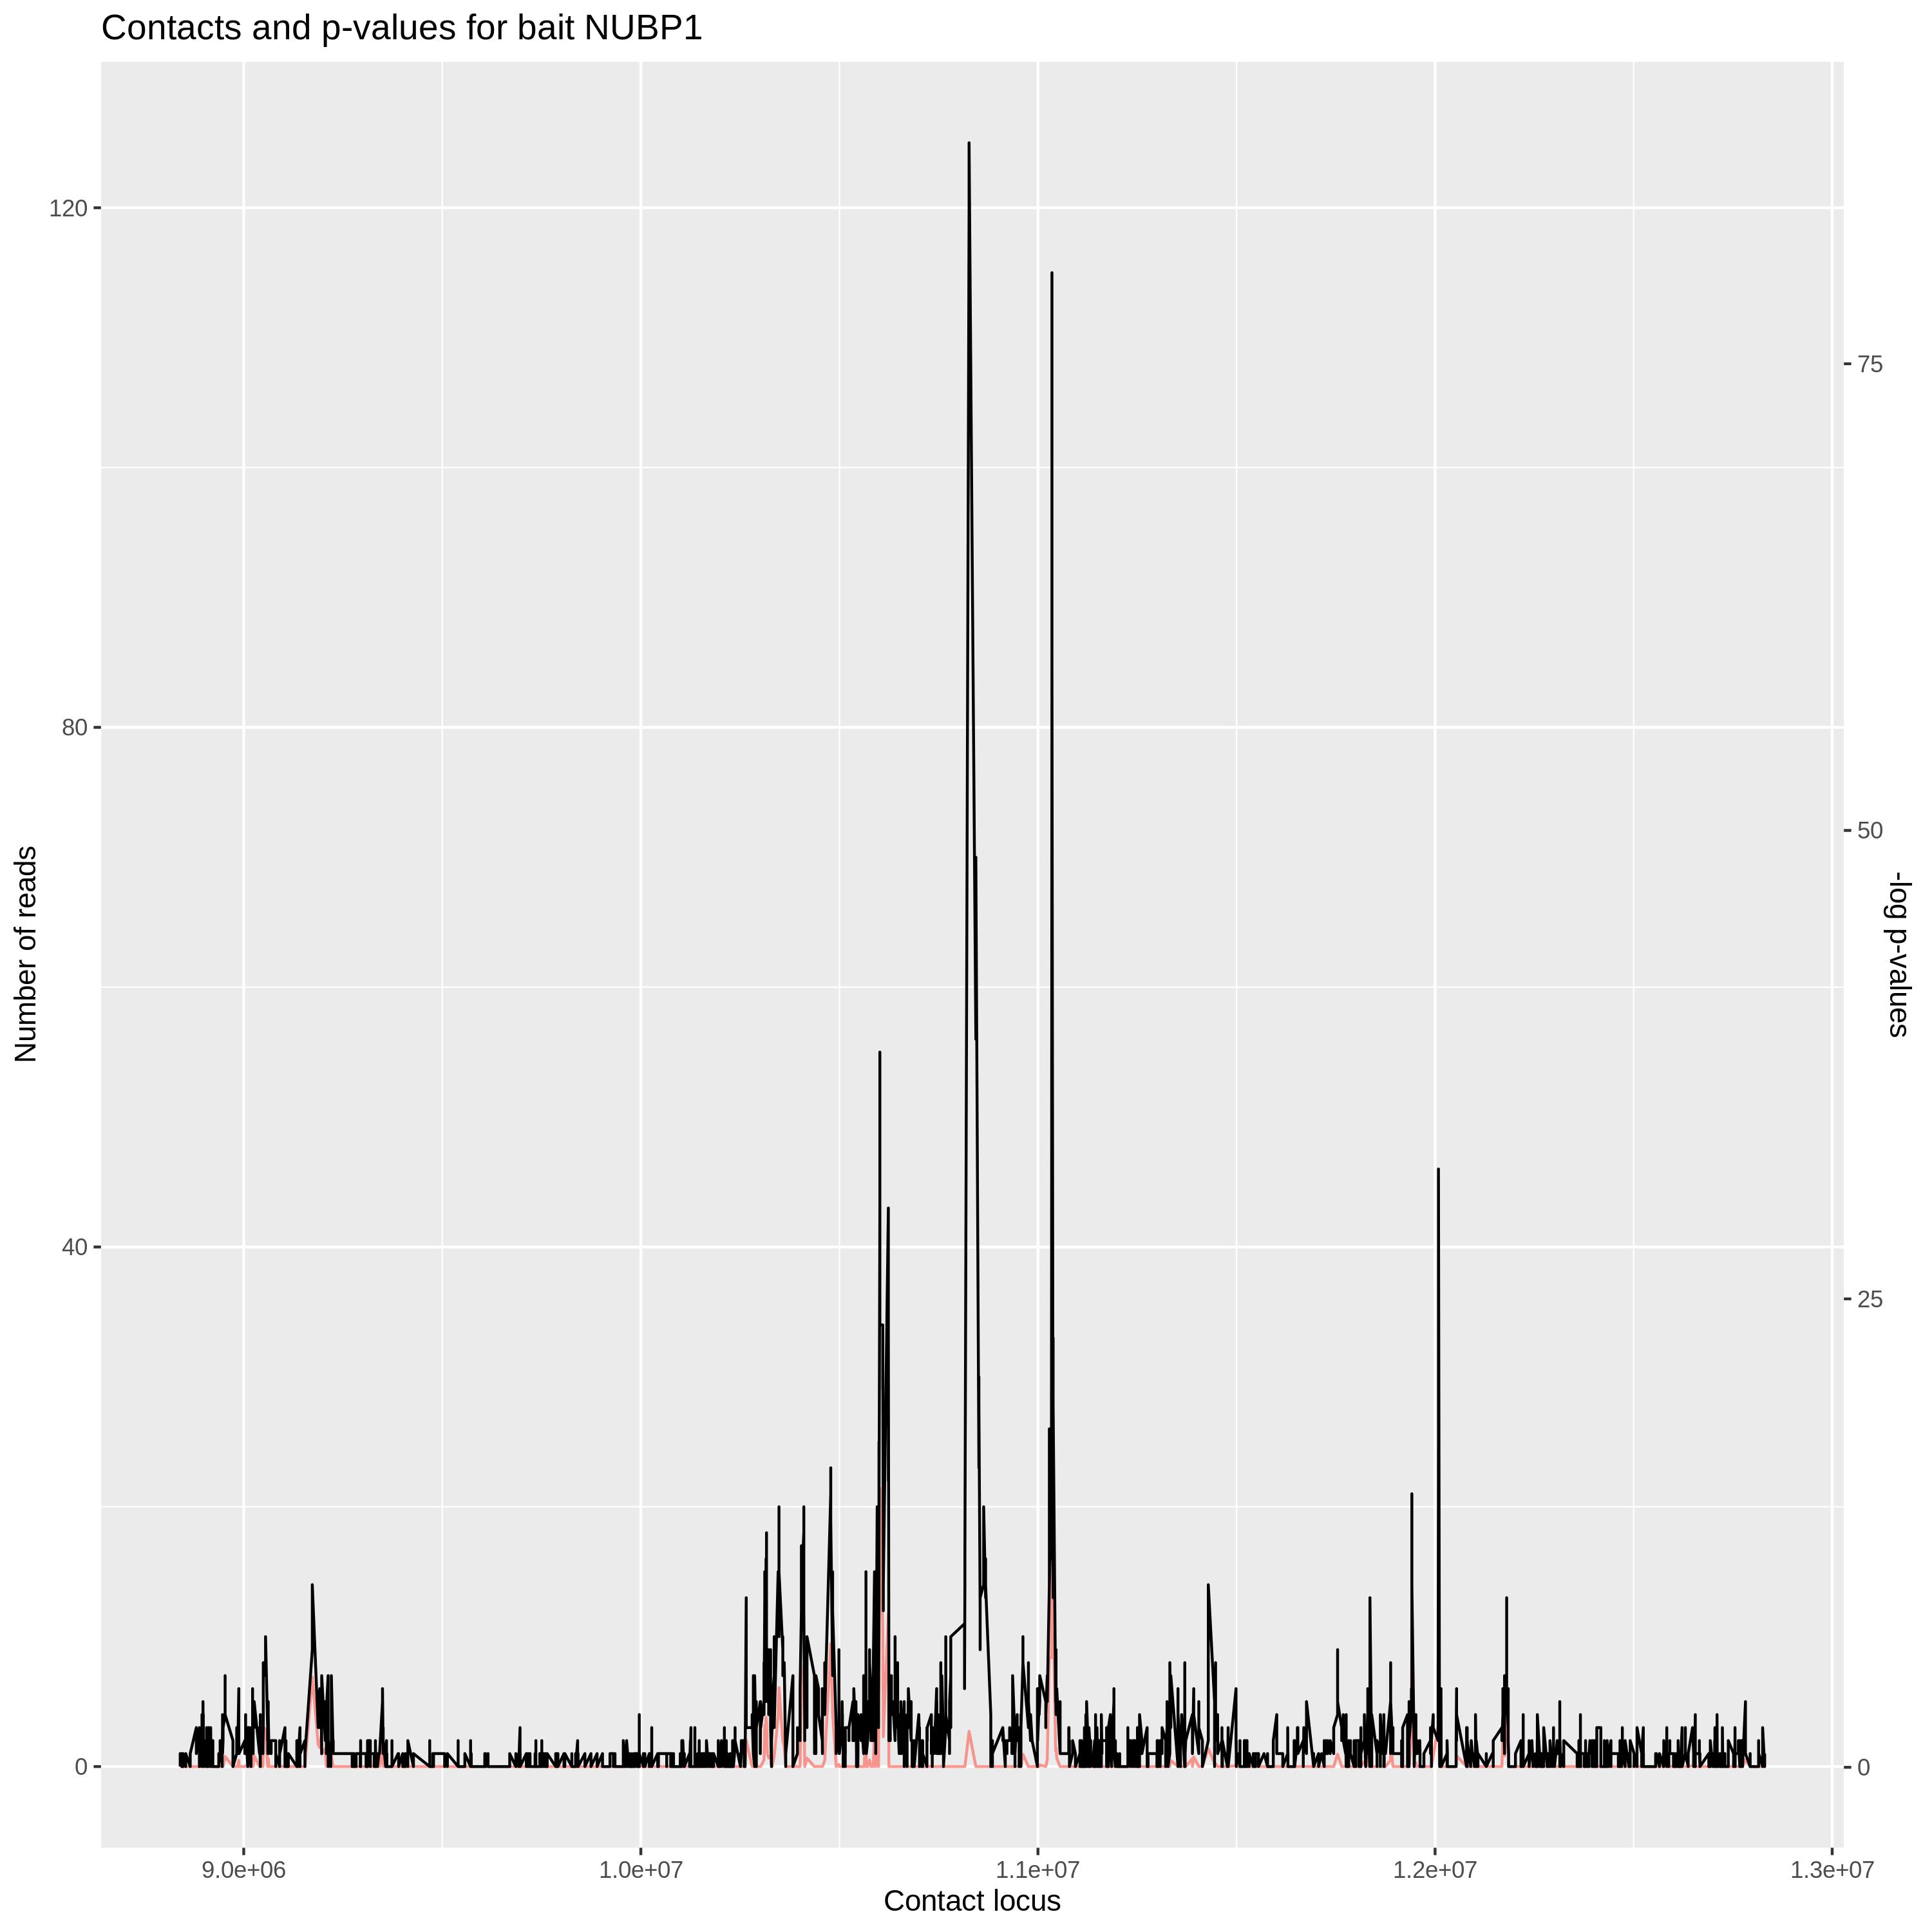 Contacts and p-values for bait NUBP1
120
80
40
0
Number of reads
75
50
25
0
-log p-values
9.0e+06
1.0e+07
1.1e+07
1.2e+07
1.3e+07
Contact locus